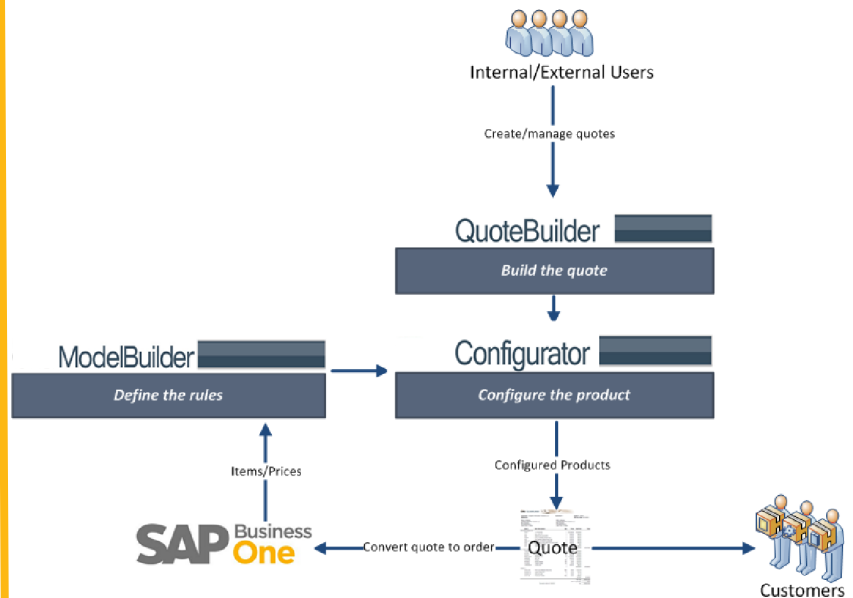 Internal/External Users
Create/manage quotes
QuoteBuilder
Build the quote
ModelBuilder
Define the rules
Configurator
Configure the product
Items/Prices
Configured Products
SAP Business One
Convert quote to order
Quote
Customers